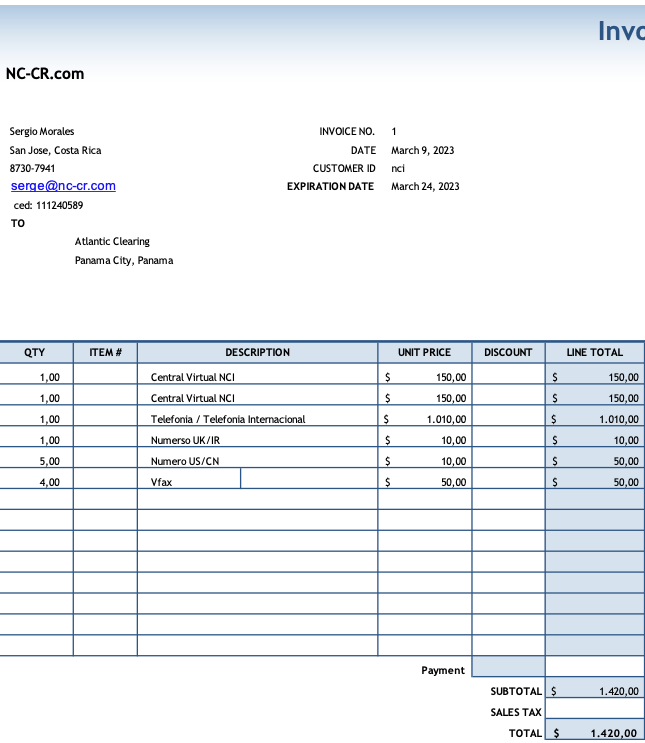 Invo
NC-CR.com
Sergio Morales INVOICE NO. 1
San Jose, Costa Rica DATE March 9, 2023
8730-7941 CUSTOMER ID nci
serge@nc-cr.com EXPIRATION DATE March 24, 2023
ced: 111240589
TO
Atlantic Clearing
Panama City, Panama
QTY ITEM # DESCRIPTION UNIT PRICE DISCOUNT LINE TOTAL
1,00 Central Virtual NCI $ 150,00 $ 150,00
1,00 Central Virtual NCI $ 150,00 $ 150,00
1,00 Telefonia / Telefonia Internacional $ 1.010,00 $ 1.010,00
1,00 Numerso UK/IR $ 10,00 $ 10,00
5,00 Numero US/CN $ 10,00 $ 50,00
4,00 Vfax $ 50,00 $ 50,00
Payment
SUBTOTAL $ 1.420,00
SALES TAX
TOTAL $ 1.420,00